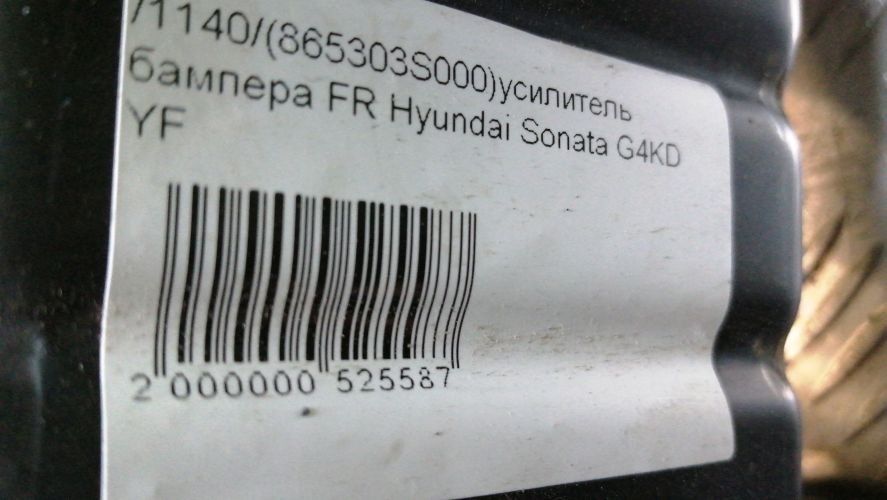 /1140/(865303S000)усилитель
бампера FR Hyundai Sonata G4KD
YF
2 000000 525587